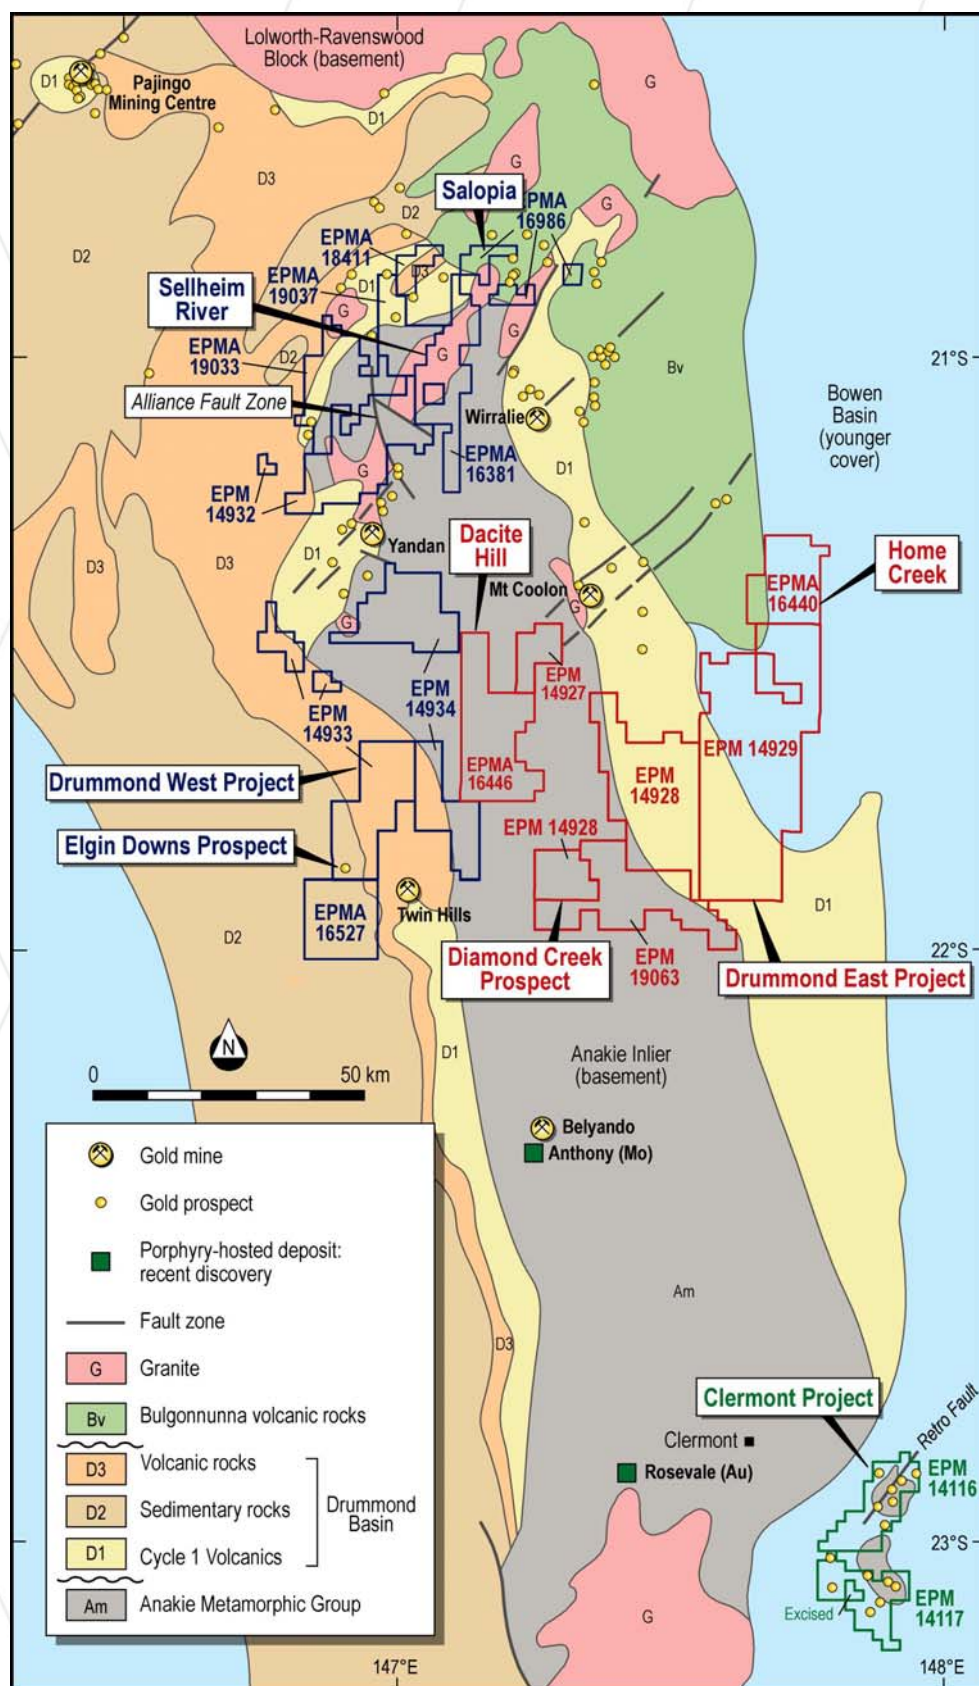 Lolworth-Ravenswood
Block (basement)
G
D1
Pajingo
Mining Centre
D1
D3
G
Salopia
EPMA
16986
G
D2
D2
EPMA
18411
D3
EPMA
19037
D1
Sellheim
River
G
G
G
EPMA
19033
D2
21°S
Bv
Alliance Fault Zone
Wirralie
Bowen
Basin
(younger
cover)
D1
G
EPMA
16381
EPM
14932
Yandan
Dacite
Hill
D1
D3
D3
Mt Coolon
G
Home
Creek
EPMA
16440
G
EPM
14927
EPM
14934
EPM
14933
EPM 14929
Drummond West Project
EPMA
16446
EPM
14928
EPM 14928
Elgin Downs Prospect
EPMA
16527
Twin Hills
D1
D2
22°S
Diamond Creek
Prospect
EPM
19063
Drummond East Project
N
D1
Anakie Inlier
(basement)
0 50 km
Belyando
Anthony (Mo)
Gold mine
Gold prospect
Porphyry-hosted deposit:
recent discovery
Am
Fault zone
D3
G Granite
Clermont Project
Bv Bulgonnunna volcanic rocks
Retro Fault
Clermont
D3 Volcanic rocks
Rosevale (Au)
EPM
14116
D2 Sedimentary rocks
Drummond
Basin
D1 Cycle 1 Volcanics
23°S
Am Anakie Metamorphic Group
G
Excised
EPM
14117
147°E
148°E